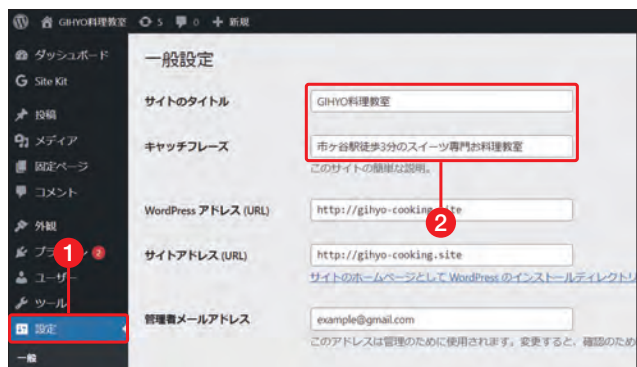 GIHYO料理教室 5 0 新規
ダッシュボード
Site Kit
投稿
メディア
固定ページ
コメント
外観
2
1
ユーザー
ツール
設定
一般
一般設定
サイトのタイトル
GIHYO料理教室
キャッチフレーズ
市ヶ谷駅徒歩3分のスイーツ専門お料理教室
このサイトの簡単な説明。
2
WordPress アドレス (URL)
http://gihyo-cooking.site
サイトアドレス (URL)
http://gihyo-cooking.site
サイトのホームページとして WordPress のインストールディレクトリ
管理者メールアドレス
example@gmail.com
このアドレスは管理のために使用されます。変更すると、確認のため